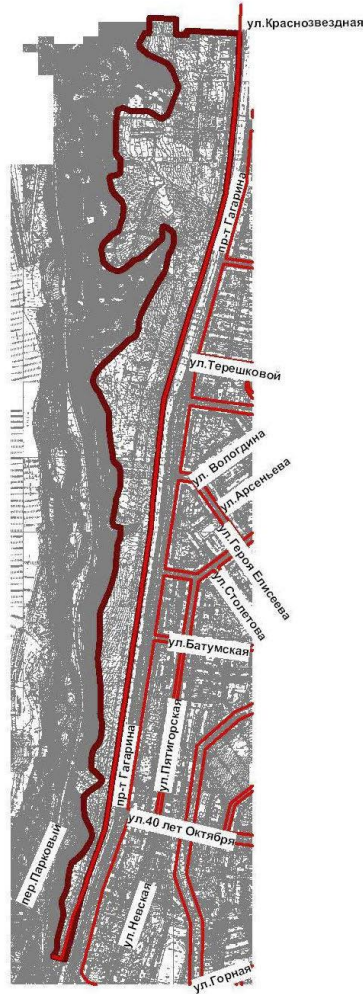 ул.Краснозвездная
пр-т Гагарина
ул.Терешковой
ул. Вологдина
ул.Арсеньева
ул.Героя Елисеева
ул.Столетова
ул.Батумская
ул.Пятигорская
пр-т Гагарина
ул.40 лет Октября
пер.Парковый
ул.Невская
ул.Горная